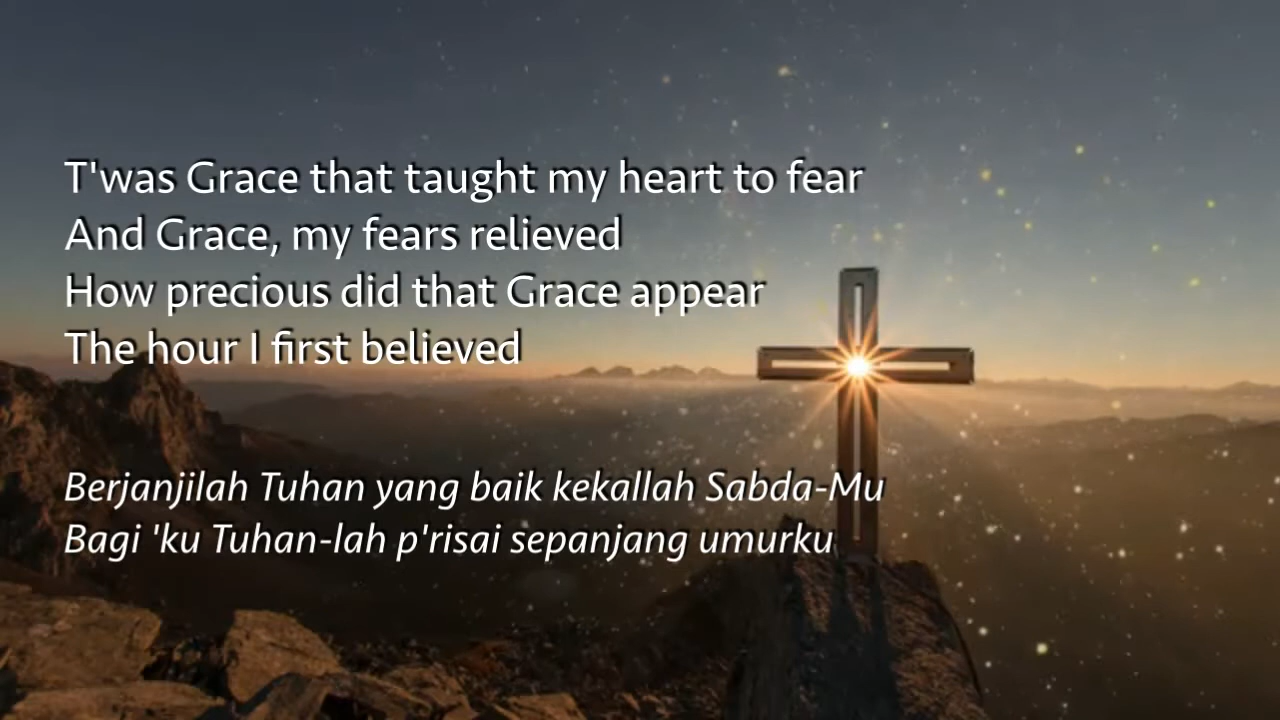 T'was Grace that taught my heart to fear
And Grace, my fears relieved
How precious did that Grace appear
The hour I first believed
Berjanjilah Tuhan yang baik kekallah Sabda-Mu
Bagi 'ku Tuhan-lah p'risai sepanjang umurku